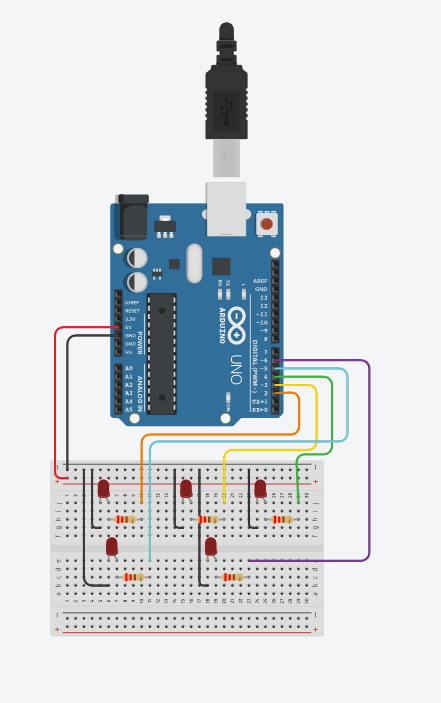 AREF
GND
13
12
~11
~10
~9
8
7
~6
~5
4
~3
2
TX→1
RX←0
DIGITAL (PWM~)
L
TX
RX
ARDUINO
UNO
ON
IOREF
RESET
3.3V
5V
GND
GND
Vin
POWER
A0
A1
A2
A3
A4
A5
ANALOG IN